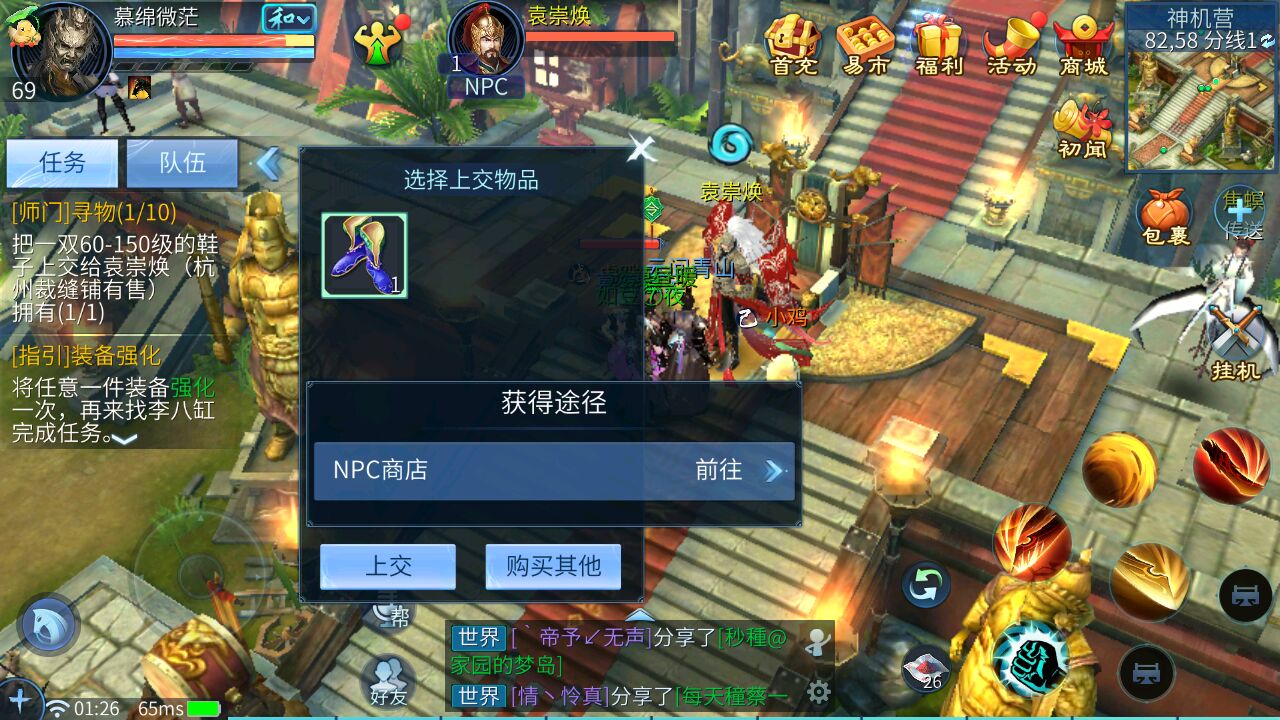 慕绵微茫
和
69
袁崇焕
1
NPC
首充
易市
福利
活动
商城
神机营
82,58 分线1
初闻
任务
队伍
[师门]寻物(1/10)
把一双60-150级的鞋
子上交给袁崇焕（杭
州裁缝铺有售）
拥有(1/1)
[指引]装备强化
将任意一件装备强化
一次，再来找李八缸
完成任务。
选择上交物品
1
获得途径
NPC商店
前往
上交
购买其他
袁崇焕
小鸡
包裹
焦螟
传送
挂机
26
帮
好友
世界 [｀帝予↙无声]分享了[秒種@
家园的梦岛]
世界 [情丶怜真]分享了[每天穜蔡一
01:26
65ms